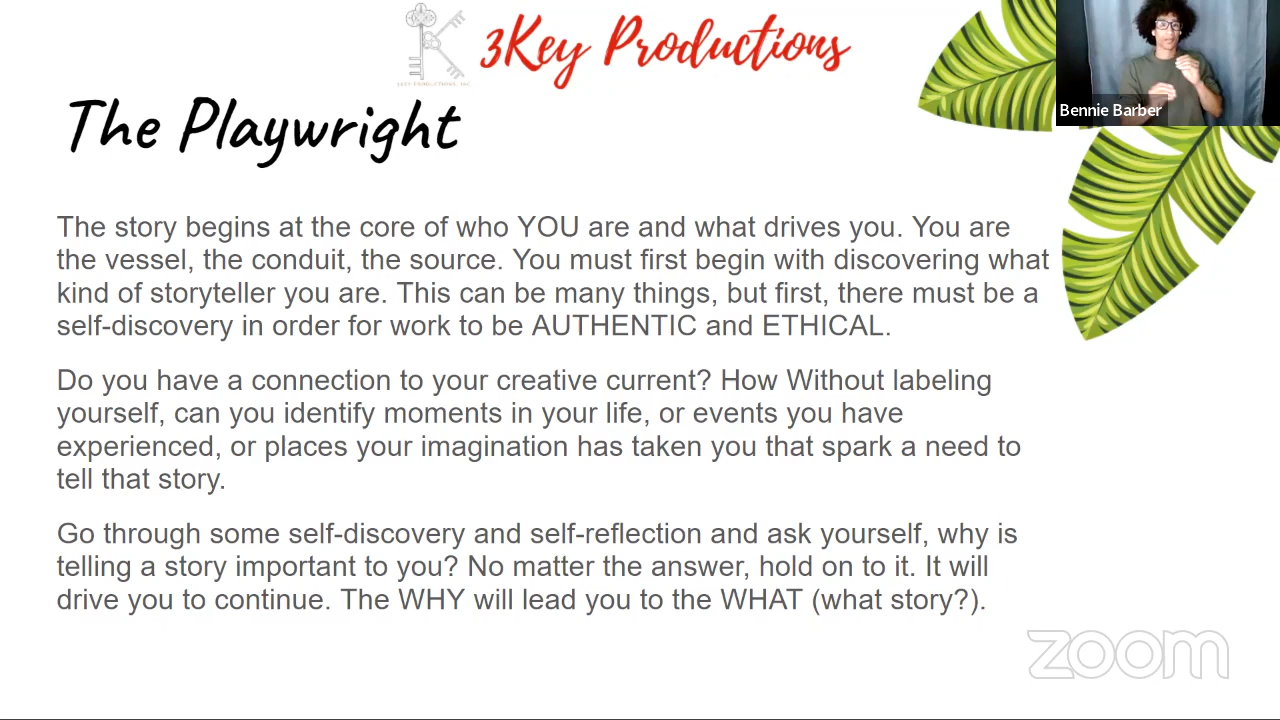 3Key Productions
Bennie Barber
The Playwright
The story begins at the core of who YOU are and what drives you. You are
the vessel, the conduit, the source. You must first begin with discovering what
kind of storyteller you are. This can be many things, but first, there must be a
self-discovery in order for work to be AUTHENTIC and ETHICAL.
Do you have a connection to your creative current? How Without labeling
yourself, can you identify moments in your life, or events you have
experienced, or places your imagination has taken you that spark a need to
tell that story.
Go through some self-discovery and self-reflection and ask yourself, why is
telling a story important to you? No matter the answer, hold on to it. It will
drive you to continue. The WHY will lead you to the WHAT (what story?).
zoom